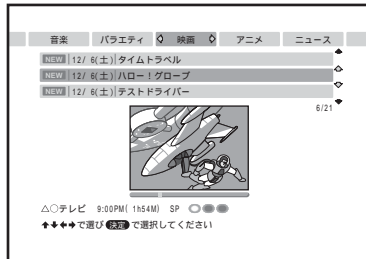 音楽 バラエティ 映画 アニメ ニュース
NEW 12/ 6(土) タイムトラベル
NEW 12/ 6(土) ハロー！グローブ
NEW 12/ 6(土) テストドライバー
6/21
△○テレビ 9:00PM( 1h54M) SP
↑↓←→で選び 決定 で選択してください